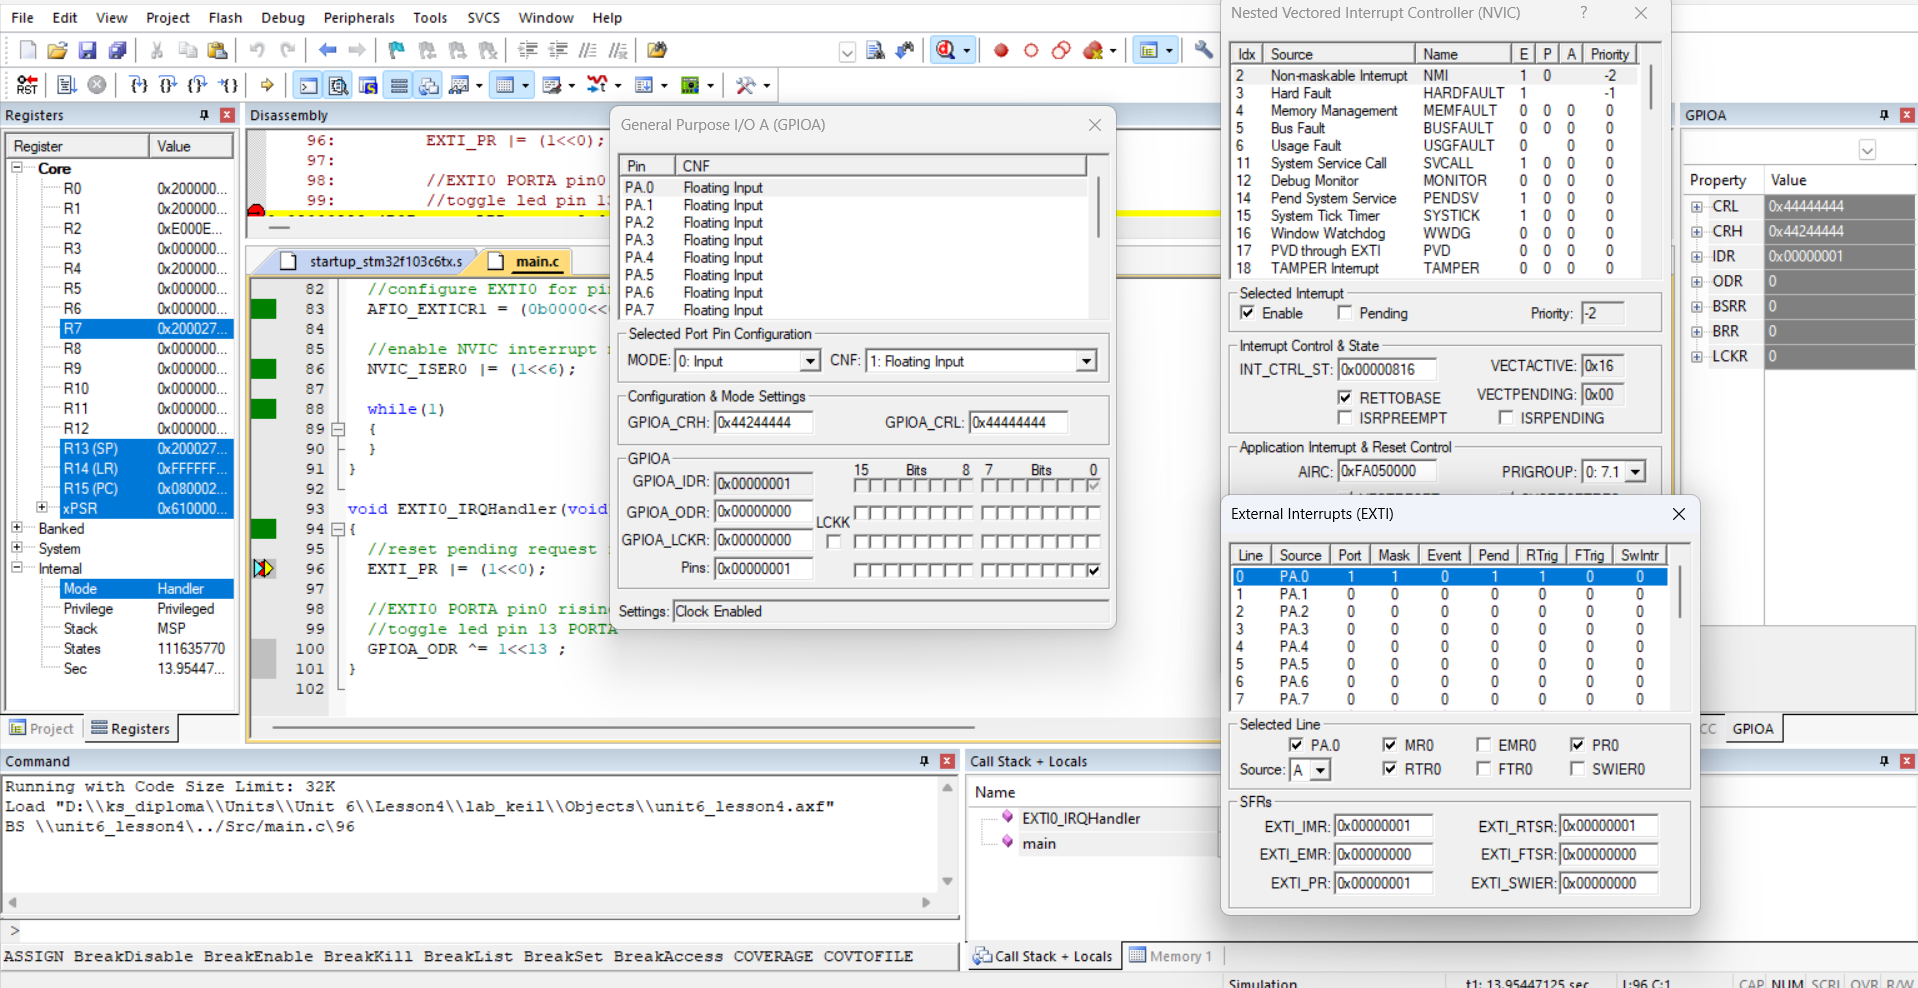 File Edit View Project Flash Debug Peripherals Tools SVCS Window Help
Registers
Register Value
Core
R0 0x200000...
R1 0x200000...
R2 0xE000E...
R3 0x000000...
R4 0x200000...
R5 0x000000...
R6 0x000000...
R7 0x200027...
R8 0x000000...
R9 0x000000...
R10 0x000000...
R11 0x000000...
R12 0x000000...
R13 (SP) 0x200027...
R14 (LR) 0xFFFFFF...
R15 (PC) 0x080002...
xPSR 0x610000...
Banked
System
Internal
Mode Handler
Privilege Privileged
Stack MSP
States 111635770
Sec 13.95447...
Project Registers
Disassembly
96: EXTI_PR |= (1<<0);
97:
98: //EXTI0 PORTA pin0
99: //toggle led pin 13
startup_stm32f103c6tx.s main.c
82 //configure EXTI0 for pi
83 AFIO_EXTICR1 = (0b0000<<
84
85 //enable NVIC interrupt
86 NVIC_ISER0 |= (1<<6);
87
88 while(1)
89 {
90 }
91 }
92
93 void EXTI0_IRQHandler(void
94 {
95 //reset pending request
96 EXTI_PR |= (1<<0);
97
98 //EXTI0 PORTA pin0 rising
99 //toggle led pin 13 PORTA
100 GPIOA_ODR ^= 1<<13 ;
101 }
102
General Purpose I/O A (GPIOA)
Pin CNF
PA.0 Floating Input
PA.1 Floating Input
PA.2 Floating Input
PA.3 Floating Input
PA.4 Floating Input
PA.5 Floating Input
PA.6 Floating Input
PA.7 Floating Input
Selected Port Pin Configuration
MODE: 0: Input CNF: 1: Floating Input
Configuration & Mode Settings
GPIOA_CRH: 0x44244444 GPIOA_CRL: 0x44444444
GPIOA
15 Bits 8 7 Bits 0
GPIOA_IDR: 0x00000001
GPIOA_ODR: 0x00000000
LCKK
GPIOA_LCKR: 0x00000000
Pins: 0x00000001
Settings: Clock Enabled
Nested Vectored Interrupt Controller (NVIC) ?
Idx Source Name E P A Priority
2 Non-maskable Interrupt NMI 1 0 -2
3 Hard Fault HARDFAULT 1 -1
4 Memory Management MEMFAULT 0 0 0 0
5 Bus Fault BUSFAULT 0 0 0 0
6 Usage Fault USGFAULT 0 0 0
11 System Service Call SVCALL 1 0 0 0
12 Debug Monitor MONITOR 0 0 0 0
14 Pend System Service PENDSV 1 0 0 0
15 System Tick Timer SYSTICK 1 0 0 0
16 Window Watchdog WWDG 0 0 0 0
17 PVD through EXTI PVD 0 0 0 0
18 TAMPER Interrupt TAMPER 0 0 0 0
Selected Interrupt
Enable Pending Priority: -2
Interrupt Control & State
INT_CTRL_ST: 0x00000816 VECTACTIVE: 0x16
RETTOBASE VECTPENDING: 0x00
ISRPREEMPT ISRPENDING
Application Interrupt & Reset Control
AIRC: 0xFA050000 PRIGROUP: 0: 7.1
External Interrupts (EXTI)
Line Source Port Mask Event Pend RTrig FTrig SwIntr
0 PA.0 1 1 0 1 1 0 0
1 PA.1 0 0 0 0 0 0 0
2 PA.2 0 0 0 0 0 0 0
3 PA.3 0 0 0 0 0 0 0
4 PA.4 0 0 0 0 0 0 0
5 PA.5 0 0 0 0 0 0 0
6 PA.6 0 0 0 0 0 0 0
7 PA.7 0 0 0 0 0 0 0
Selected Line
PA.0 MR0 EMR0 PR0
Source: A RTR0 FTR0 SWIER0
SFRs
EXTI_IMR: 0x00000001 EXTI_RTSR: 0x00000001
EXTI_EMR: 0x00000000 EXTI_FTSR: 0x00000000
EXTI_PR: 0x00000001 EXTI_SWIER: 0x00000000
GPIOA
Property Value
CRL 0x44444444
CRH 0x44244444
IDR 0x00000001
ODR 0
BSRR 0
BRR 0
LCKR 0
CC GPIOA
Command
Running with Code Size Limit: 32K
Load "D:\\ks_diploma\\Units\\Unit 6\\Lesson4\\lab_keil\\Objects\\unit6_lesson4.axf"
BS \\unit6_lesson4\../Src/main.c\96
>
ASSIGN BreakDisable BreakEnable BreakKill BreakList BreakSet BreakAccess COVERAGE COVTOFILE
Call Stack + Locals
Name
EXTI0_IRQHandler
main
Call Stack + Locals Memory 1
Simulation t1: 13.95447125 sec L:96 C:1 CAP NUM SCRL OVR R/W